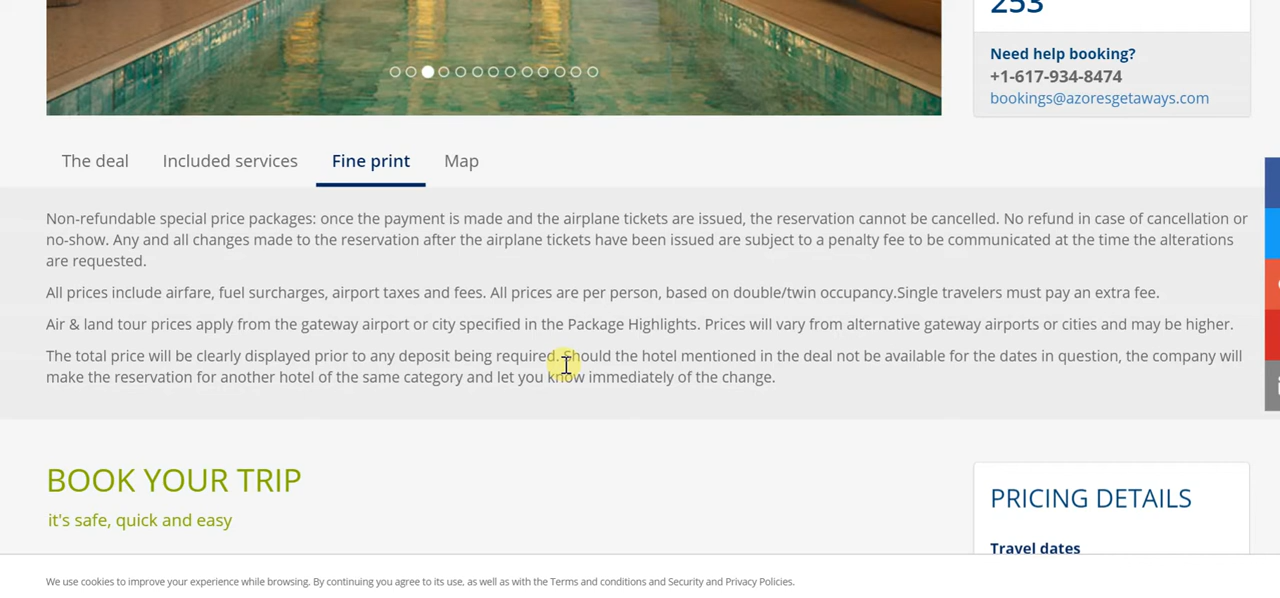 253
Need help booking?
+1-617-934-8474
bookings@azoresgetaways.com
The deal Included services Fine print Map
Non-refundable special price packages: once the payment is made and the airplane tickets are issued, the reservation cannot be cancelled. No refund in case of cancellation or
no-show. Any and all changes made to the reservation after the airplane tickets have been issued are subject to a penalty fee to be communicated at the time the alterations
are requested.
All prices include airfare, fuel surcharges, airport taxes and fees. All prices are per person, based on double/twin occupancy.Single travelers must pay an extra fee.
Air & land tour prices apply from the gateway airport or city specified in the Package Highlights. Prices will vary from alternative gateway airports or cities and may be higher.
The total price will be clearly displayed prior to any deposit being required. Should the hotel mentioned in the deal not be available for the dates in question, the company will
make the reservation for another hotel of the same category and let you know immediately of the change.
BOOK YOUR TRIP
it's safe, quick and easy
PRICING DETAILS
Travel dates
We use cookies to improve your experience while browsing. By continuing you agree to its use, as well as with the Terms and conditions and Security and Privacy Policies.